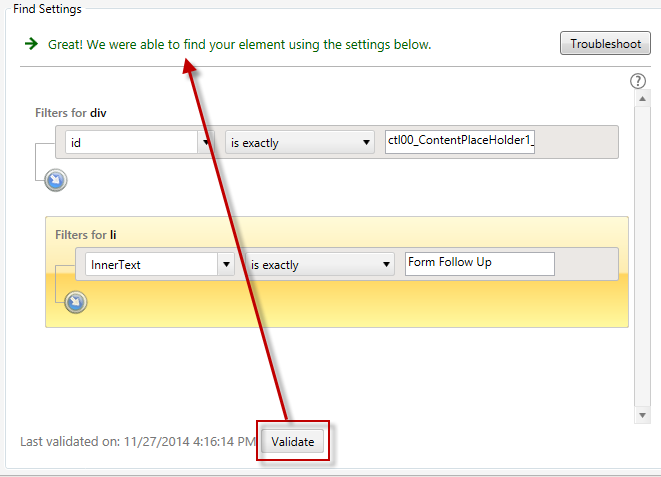 Find Settings
Great! We were able to find your element using the settings below.
Troubleshoot
?
Filters for div
id is exactly ctl00_ContentPlaceHolder1_
Filters for li
InnerText is exactly Form Follow Up
Last validated on: 11/27/2014 4:16:14 PM Validate